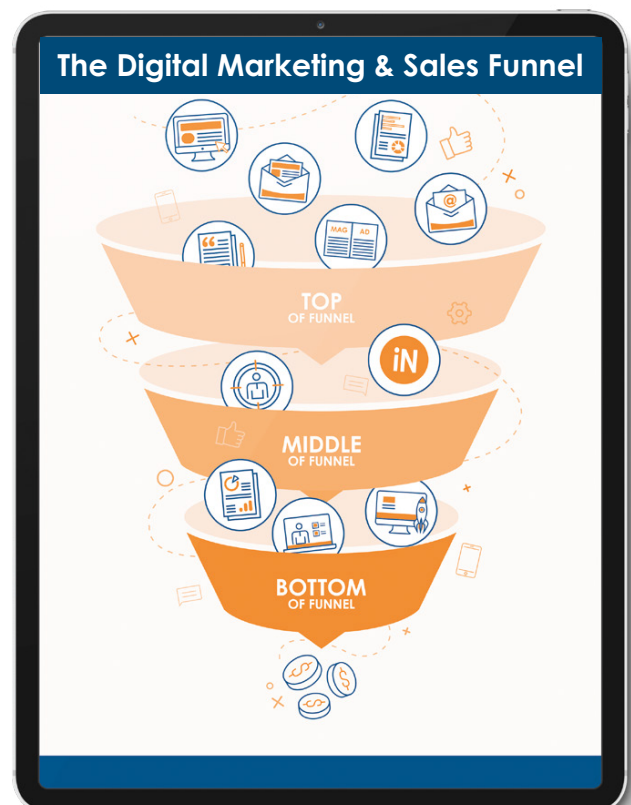 The Digital Marketing & Sales Funnel
@
MAG AD
TOP
OF FUNNEL
iN
MIDDLE
OF FUNNEL
BOTTOM
OF FUNNEL